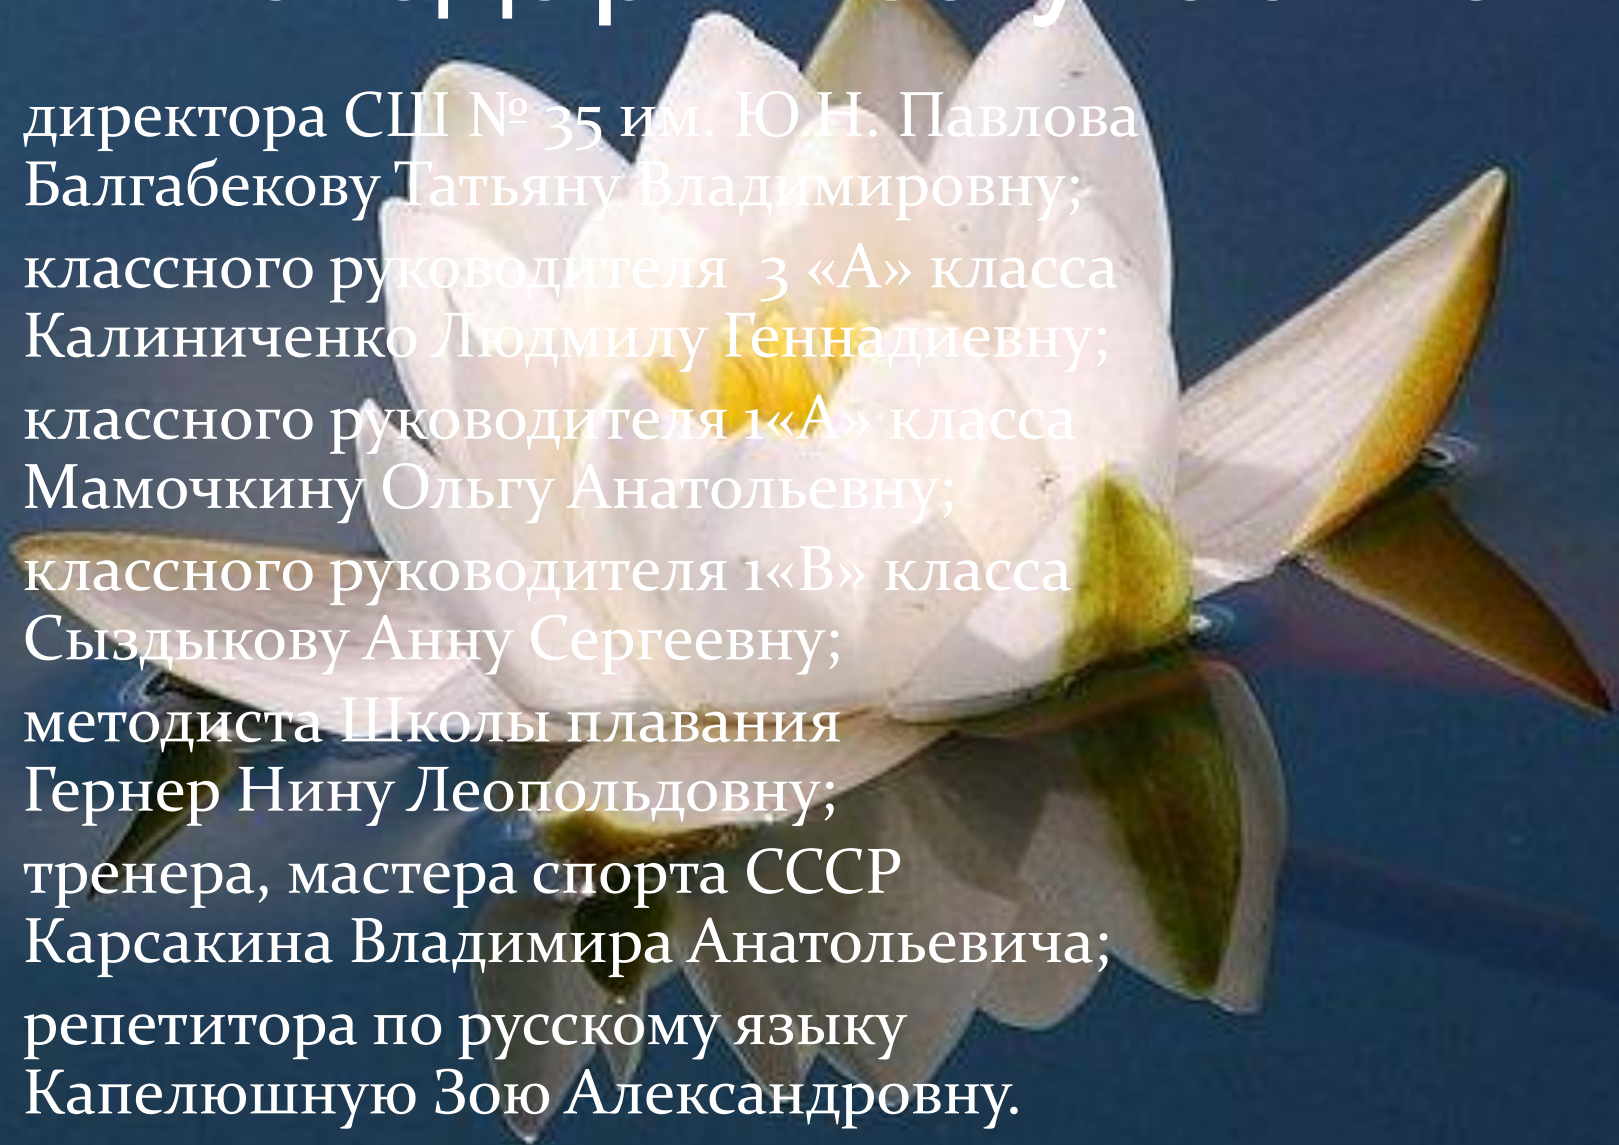 директора СШ № 35 им. Ю.Н. Павлова
Балгабекову Татьяну Владимировну;
классного руководителя 3 «А» класса
Калиниченко Людмилу Геннадиевну;
классного руководителя 1«А» класса
Мамочкину Ольгу Анатольевну;
классного руководителя 1«В» класса
Сыздыкову Анну Сергеевну;
методиста Школы плавания
Гернер Нину Леопольдовну;
тренера, мастера спорта СССР
Карсакина Владимира Анатольевича;
репетитора по русскому языку
Капелюшную Зою Александровну.